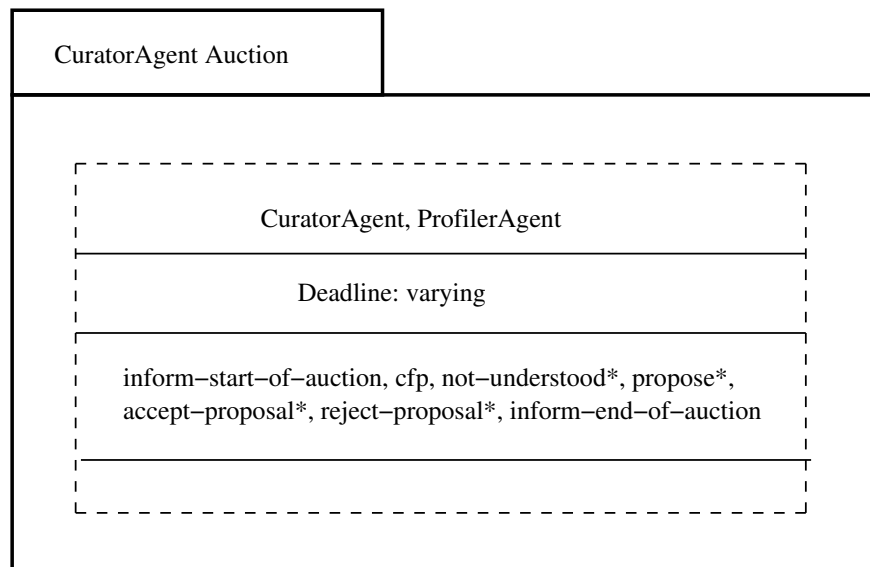 CuratorAgent Auction
CuratorAgent, ProfilerAgent
Deadline: varying
inform−start−of−auction, cfp, not−understood*, propose*,
accept−proposal*, reject−proposal*, inform−end−of−auction